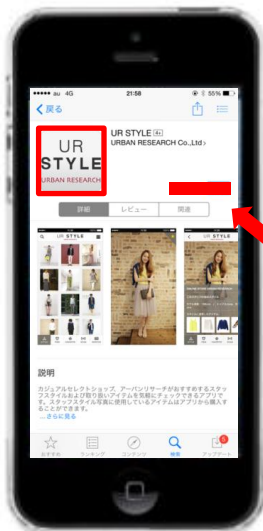 au 4G 21:58 55%
戻る
UR
STYLE
URBAN RESEARCH
UR STYLE 4+
URBAN RESEARCH Co.,Ltd
詳細 レビュー 関連
UR STYLE
UR STYLE
説明
カジュアルセレクトショップ、アーバンリサーチがおすすめするスタッ
フスタイルおよび取り扱いアイテムを気軽にチェックできるアプリで
す。スタッフスタイル写真に使用しているアイテムはアプリから購入す
ることができます。
...さらに見る
おすすめ ランキング コンテンツ 検索 アップデート